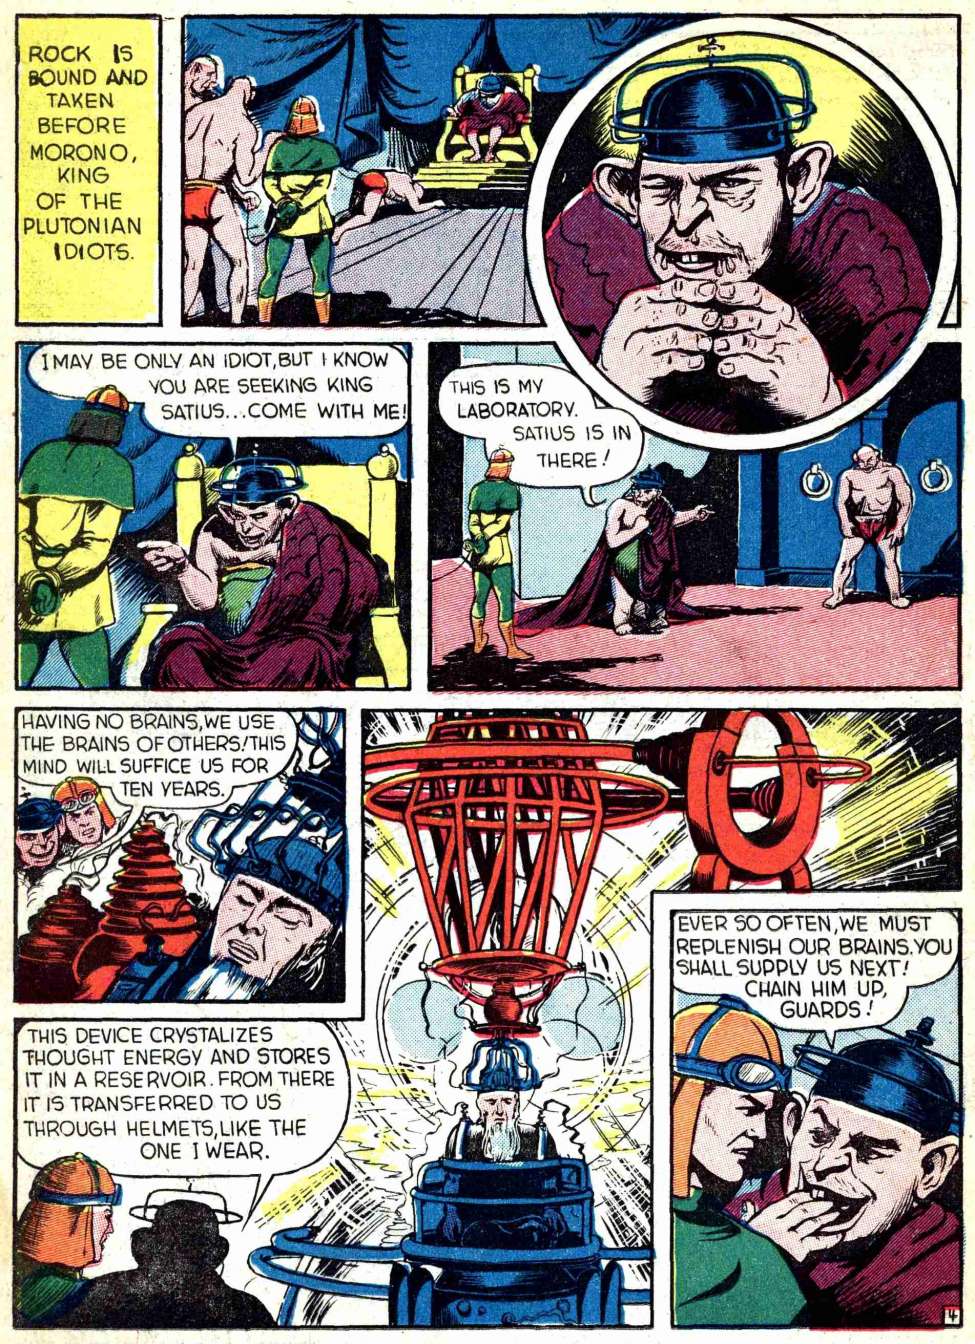 ROCK IS
BOUND AND
TAKEN
BEFORE
MORONO,
KING
OF THE
PLUTONIAN
IDIOTS.
I MAY BE ONLY AN IDIOT, BUT I KNOW
YOU ARE SEEKING KING
SATIUS...COME WITH ME!
THIS IS MY
LABORATORY.
SATIUS IS IN
THERE!
HAVING NO BRAINS, WE USE
THE BRAINS OF OTHERS! THIS
MIND WILL SUFFICE US FOR
TEN YEARS.
THIS DEVICE CRYSTALIZES
THOUGHT ENERGY AND STORES
IT IN A RESERVOIR. FROM THERE
IT IS TRANSFERRED TO US
THROUGH HELMETS, LIKE THE
ONE I WEAR.
EVER SO OFTEN, WE MUST
REPLENISH OUR BRAINS. YOU
SHALL SUPPLY US NEXT!
CHAIN HIM UP,
GUARDS!
4